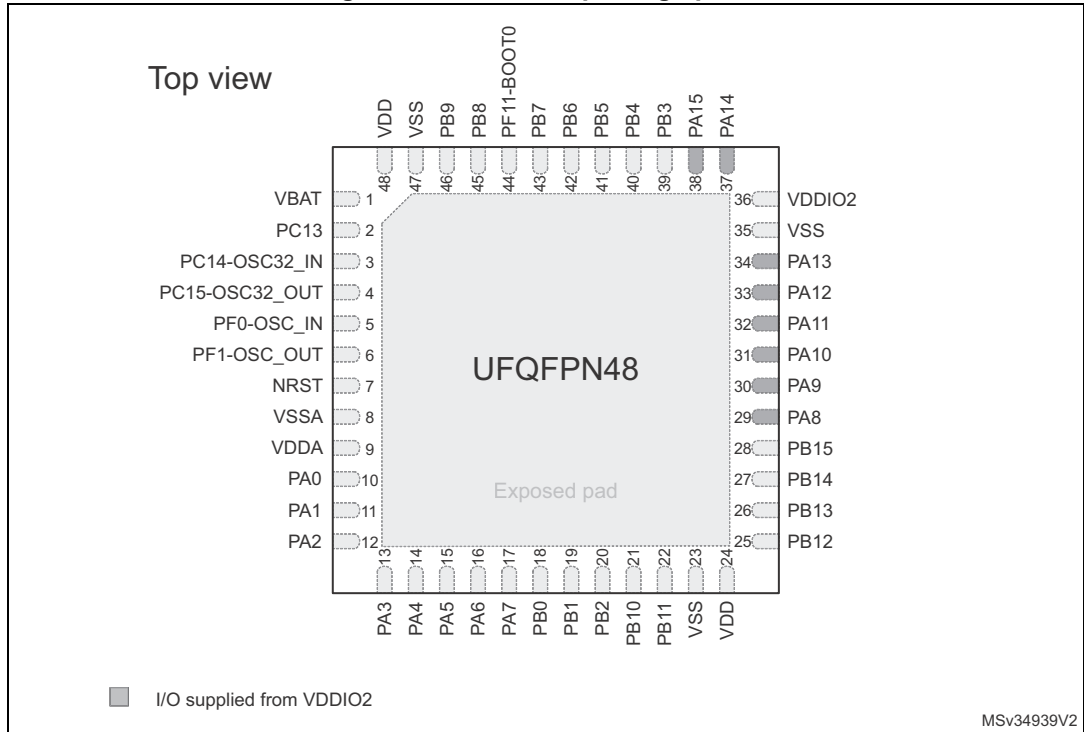 Top view
VDD
VSS
PB9
PB8
PF11-BOOT0
PB7
PB6
PB5
PB4
PB3
PA15
PA14
48
47
46
45
44
43
42
41
40
39
38
37
VBAT 1
PC13 2
PC14-OSC32_IN 3
PC15-OSC32_OUT 4
PF0-OSC_IN 5
PF1-OSC_OUT 6
NRST 7
VSSA 8
VDDA 9
PA0 10
PA1 11
PA2 12
UFQFPN48
Exposed pad
36 VDDIO2
35 VSS
34 PA13
33 PA12
32 PA11
31 PA10
30 PA9
29 PA8
28 PB15
27 PB14
26 PB13
25 PB12
13
14
15
16
17
18
19
20
21
22
23
24
PA3
PA4
PA5
PA6
PA7
PB0
PB1
PB2
PB10
PB11
VSS
VDD
I/O supplied from VDDIO2
MSv34939V2